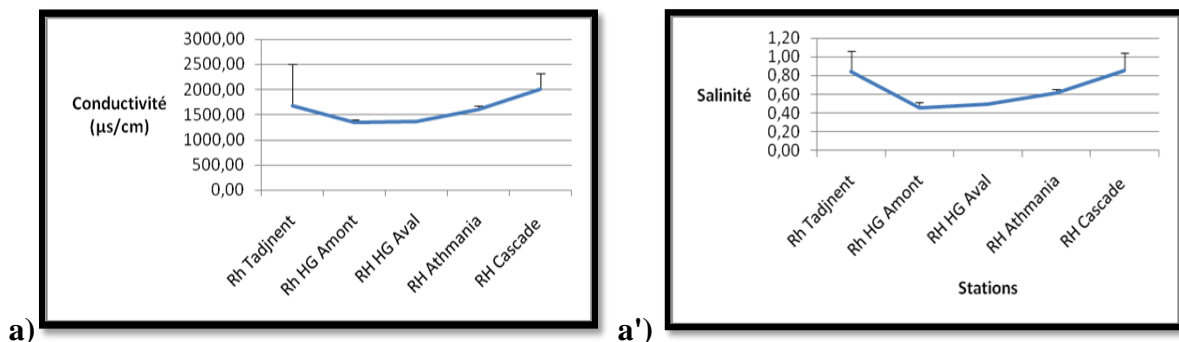 3000,00
2500,00
2000,00
1500,00
1000,00
500,00
0,00
Conductivité
(µs/cm)
Rh Tadjnent
Rh HG Amont
RH HG Aval
RH Athmania
RH Cascade
a)
1,20
1,00
0,80
0,60
0,40
0,20
0,00
Salinité
Rh Tadjnent
Rh HG Amont
RH HG Aval
RH Athmania
RH Cascade
Stations
a')